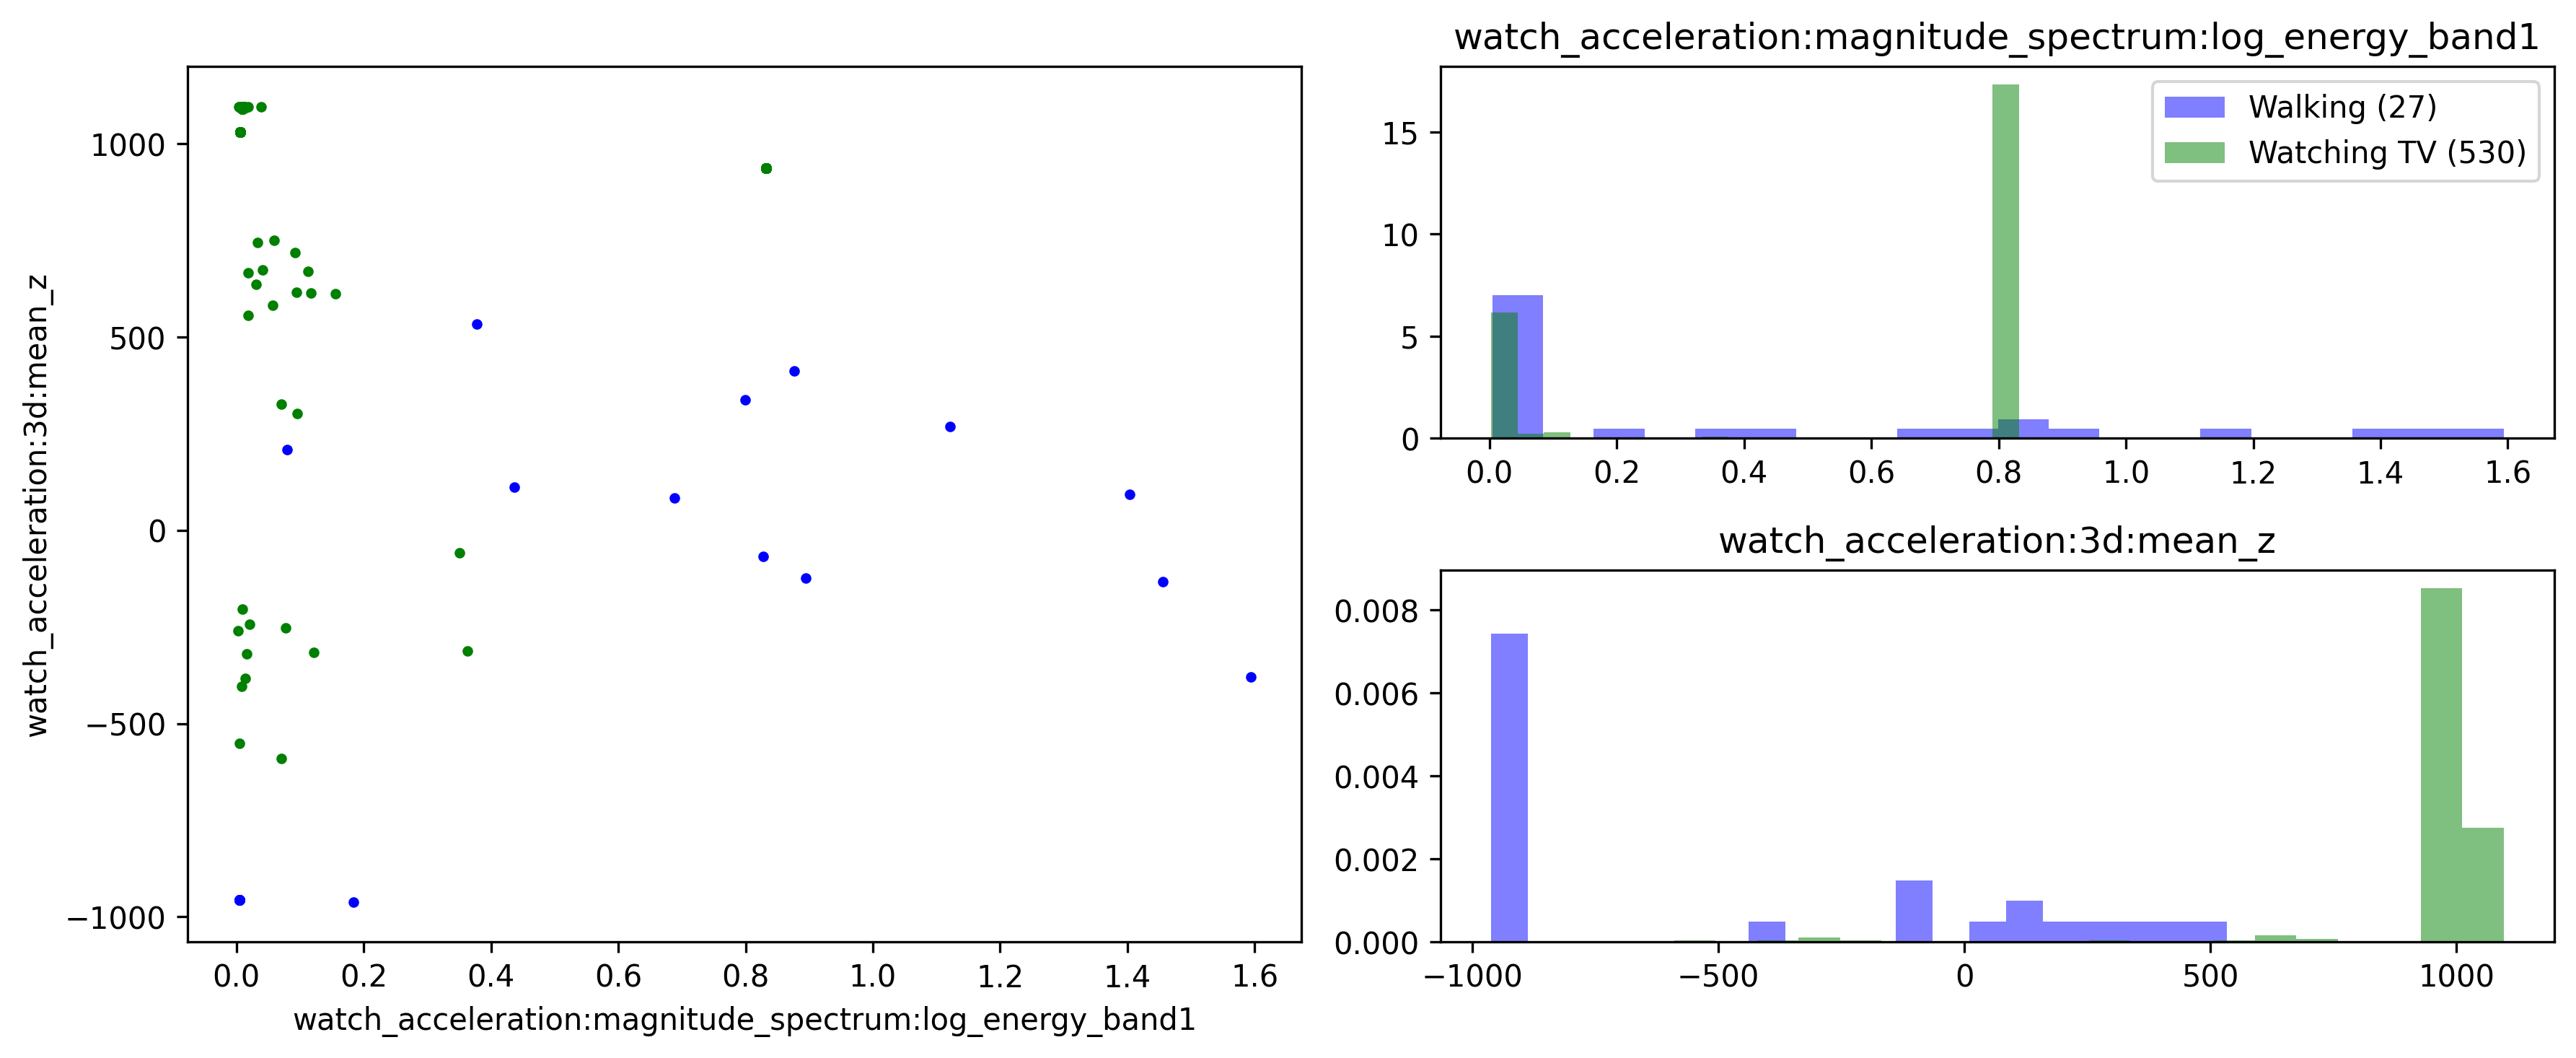 watch_acceleration:3d:mean_z
1000
500
0
−500
−1000
0.0 0.2 0.4 0.6 0.8 1.0 1.2 1.4 1.6
watch_acceleration:magnitude_spectrum:log_energy_band1
watch_acceleration:magnitude_spectrum:log_energy_band1
Walking (27)
Watching TV (530)
15
10
5
0
0.0 0.2 0.4 0.6 0.8 1.0 1.2 1.4 1.6
watch_acceleration:3d:mean_z
0.008
0.006
0.004
0.002
0.000
−1000 −500 0 500 1000